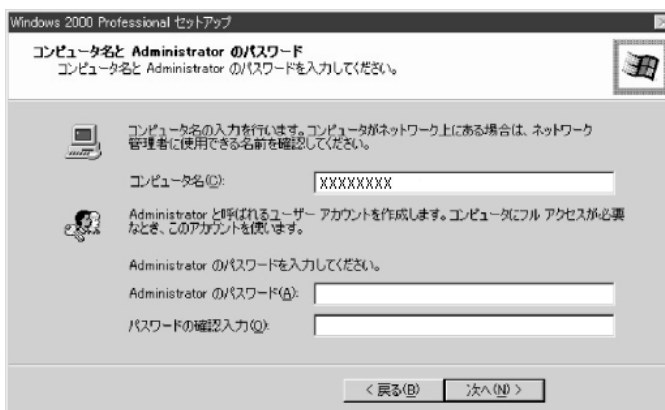 Windows 2000 Professional セットアップ
コンピュータ名と Administrator のパスワード
コンピュータ名と Administrator のパスワードを入力してください。
コンピュータ名の入力を行います。コンピュータがネットワーク上にある場合は、ネットワーク
管理者に使用できる名前を確認してください。
コンピュータ名(C):
XXXXXXXX
Administrator と呼ばれるユーザー アカウントを作成します。コンピュータにフル アクセスが必要
なとき、このアカウントを使います。
Administrator のパスワードを入力してください。
Administrator のパスワード(A):
パスワードの確認入力(O):
< 戻る(B)
次へ(N) >